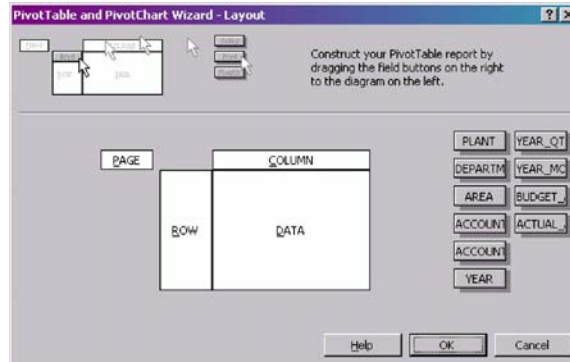 PivotTable and PivotChart Wizard - Layout
Construct your PivotTable report by
dragging the field buttons on the right
to the diagram on the left.
PAGE
COLUMN
ROW
DATA
PLANT
YEAR_QT
DEPARTM
YEAR_MO
AREA
BUDGET_
ACCOUNT
ACTUAL_
ACCOUNT
YEAR
Help
OK
Cancel